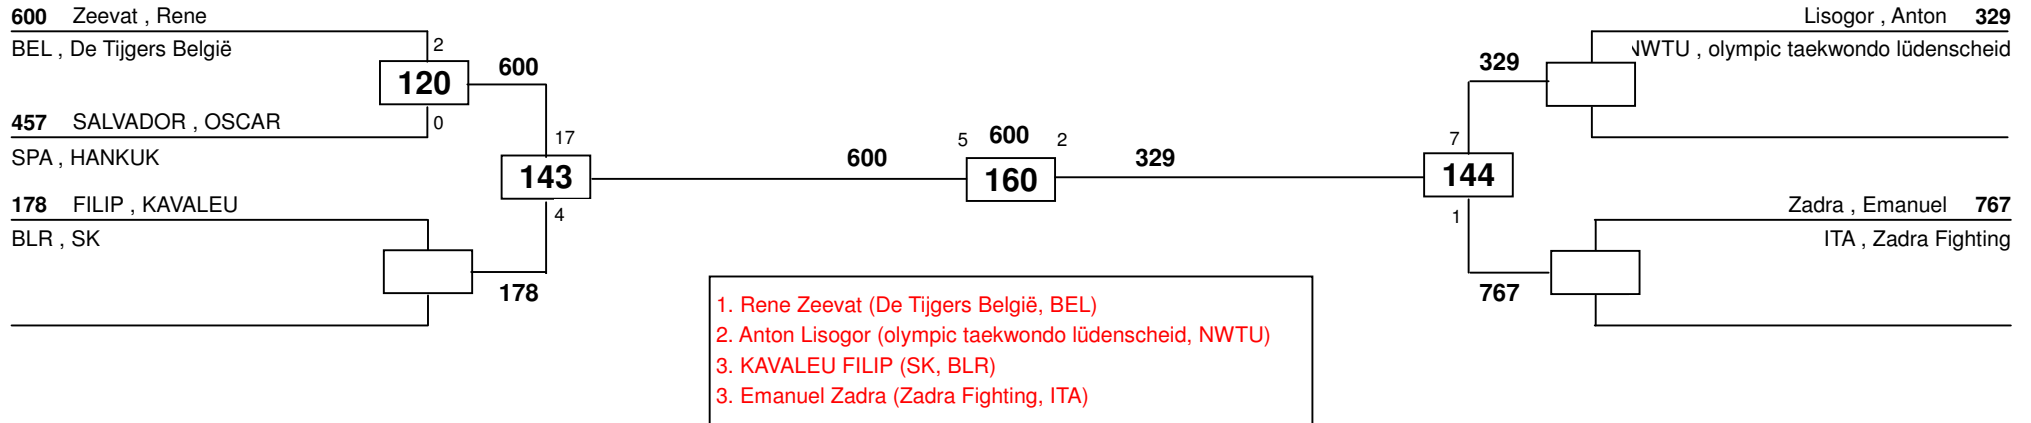 600 Zeevat , Rene
BEL , De Tijgers België
2
120
600
457 SALVADOR , OSCAR
0
SPA , HANKUK
17
143
4
178 FILIP , KAVALEU
BLR , SK
178
600
5 600 2
160
329
Lisogor , Anton 329
NWTU , olympic taekwondo lüdenscheid
329
7
144
1
Zadra , Emanuel 767
ITA , Zadra Fighting
767
1. Rene Zeevat (De Tijgers België, BEL)
2. Anton Lisogor (olympic taekwondo lüdenscheid, NWTU)
3. KAVALEU FILIP (SK, BLR)
3. Emanuel Zadra (Zadra Fighting, ITA)